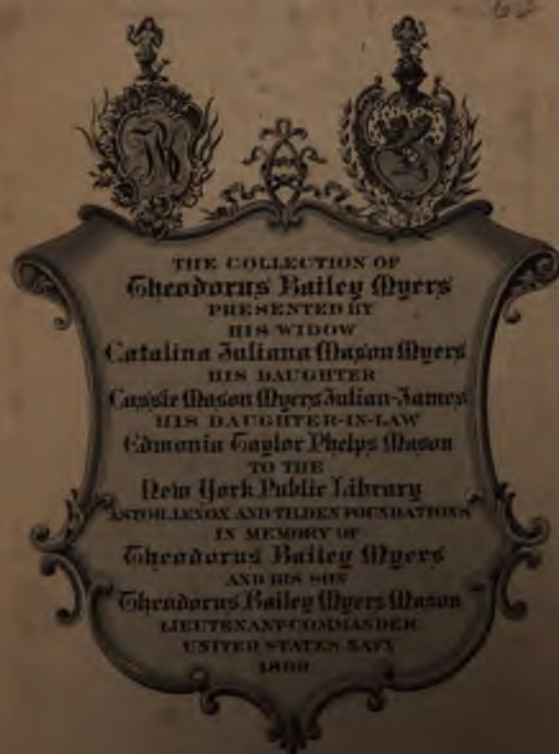 THE COLLECTION OF
Theodorus Bailey Myers
PRESENTED BY
HIS WIDOW
Catalina Juliana Mason Myers
HIS DAUGHTER
Cassie Mason Myers Julian-James
HIS DAUGHTER-IN-LAW
Edmonia Taylor Phelps Mason
TO THE
New York Public Library
ASTOR, LENOX AND TILDEN FOUNDATIONS
IN MEMORY OF
Theodorus Bailey Myers
AND HIS SON
Theodorus Bailey Myers Mason
LIEUTENANT-COMMANDER
UNITED STATES NAVY